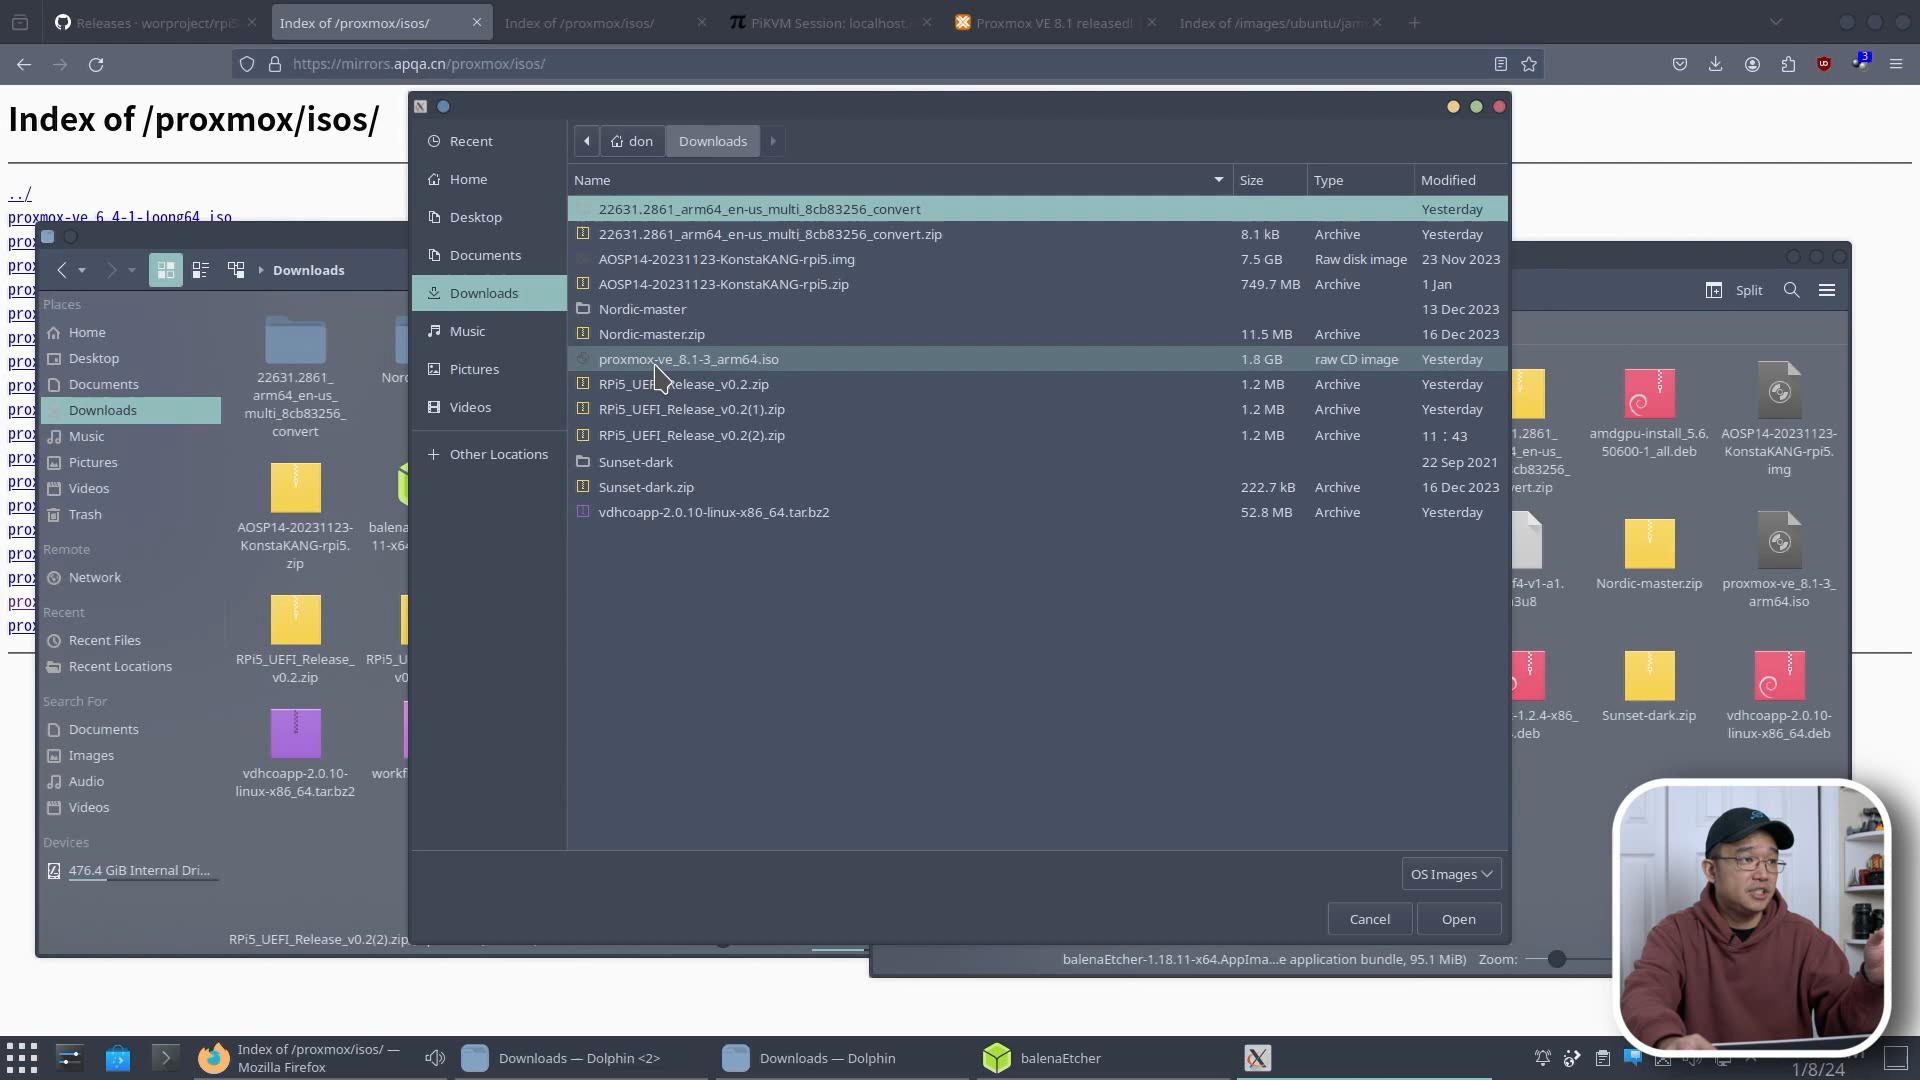 Releases - worproject/rpi5
Index of /proxmox/isos/
Index of /proxmox/isos/
PiKVM Session: localhost.
Proxmox VE 8.1 released!
Index of /images/ubuntu/jam
https://mirrors.apqa.cn/proxmox/isos/
3
Index of /proxmox/isos/
../
proxmox-ve_6.4-1-loong64.iso
Downloads
Places
Home
Desktop
Documents
Downloads
Music
Pictures
Videos
Trash
Remote
Network
Recent
Recent Files
Recent Locations
Search For
Documents
Images
Audio
Videos
Devices
476.4 GiB Internal Dri...
22631.2861_
arm64_en-us_
multi_8cb83256_
convert
AOSP14-20231123-
KonstaKANG-rpi5.
zip
RPi5_UEFI_Release_
v0.2.zip
vdhcoapp-2.0.10-
linux-x86_64.tar.bz2
RPi5_UEFI_Release_v0.2(2).zip
Recent
Home
Desktop
Documents
Downloads
Music
Pictures
Videos
Other Locations
don
Downloads
Name Size Type Modified
22631.2861_arm64_en-us_multi_8cb83256_convert Yesterday
22631.2861_arm64_en-us_multi_8cb83256_convert.zip 8.1 kB Archive Yesterday
AOSP14-20231123-KonstaKANG-rpi5.img 7.5 GB Raw disk image 23 Nov 2023
AOSP14-20231123-KonstaKANG-rpi5.zip 749.7 MB Archive 1 Jan
Nordic-master 13 Dec 2023
Nordic-master.zip 11.5 MB Archive 16 Dec 2023
proxmox-ve_8.1-3_arm64.iso 1.8 GB raw CD image Yesterday
RPi5_UEFI_Release_v0.2.zip 1.2 MB Archive Yesterday
RPi5_UEFI_Release_v0.2(1).zip 1.2 MB Archive Yesterday
RPi5_UEFI_Release_v0.2(2).zip 1.2 MB Archive 11:43
Sunset-dark 22 Sep 2021
Sunset-dark.zip 222.7 kB Archive 16 Dec 2023
vdhcoapp-2.0.10-linux-x86_64.tar.bz2 52.8 MB Archive Yesterday
OS Images
Cancel
Open
Split
amdgpu-install_5.6.
50600-1_all.deb
AOSP14-20231123-
KonstaKANG-rpi5.
img
Nordic-master.zip
proxmox-ve_8.1-3_
arm64.iso
Sunset-dark.zip
vdhcoapp-2.0.10-
linux-x86_64.deb
balenaEtcher-1.18.11-x64.AppIma...e application bundle, 95.1 MiB)
Zoom:
Index of /proxmox/isos/ —
Mozilla Firefox
Downloads — Dolphin <2>
Downloads — Dolphin
balenaEtcher
1/8/24